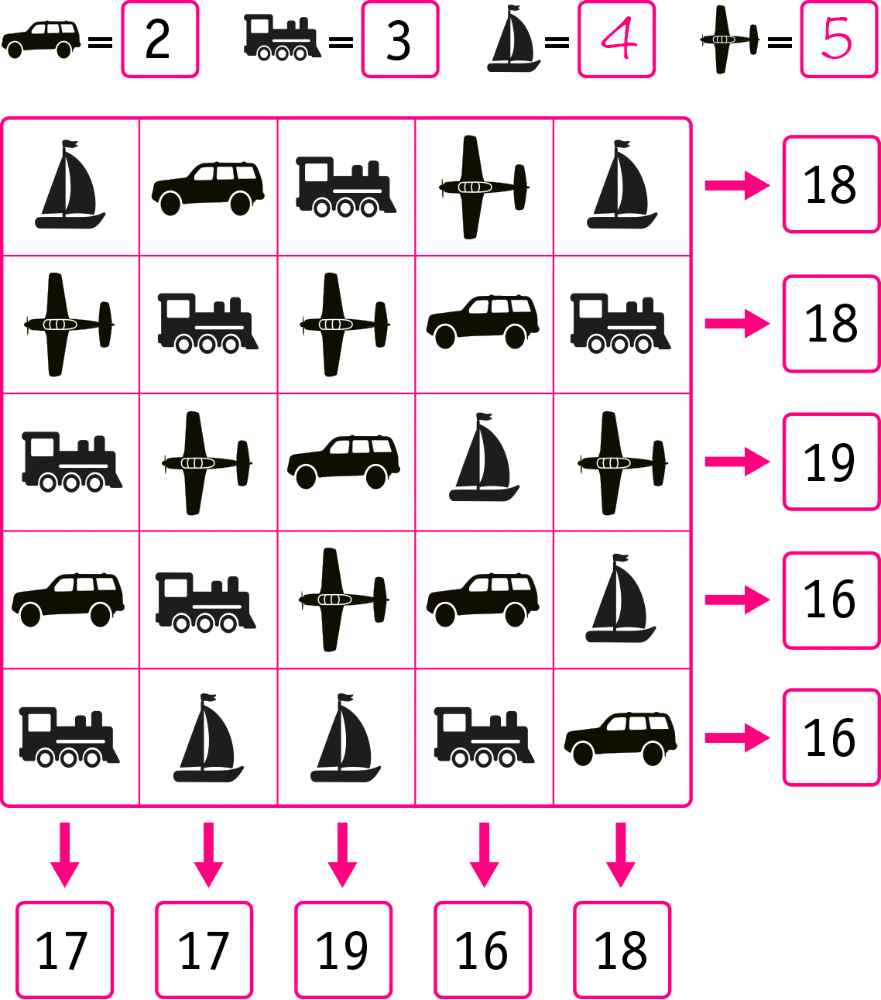 = 2 = 3 = 4 = 5
18
18
19
16
16
17 17 19 16 18